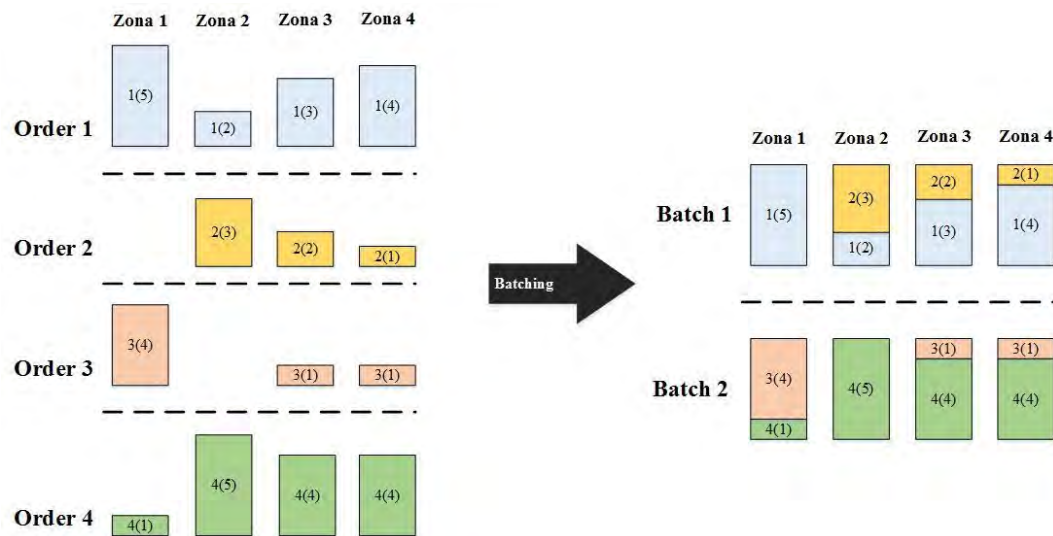 Zona 1 Zona 2 Zona 3 Zona 4
1(5) 1(2) 1(3) 1(4)
Order 1
2(3) 2(2) 2(1)
Order 2
3(4) 3(1) 3(1)
Order 3
4(1) 4(5) 4(4) 4(4)
Order 4
Batching
Zona 1 Zona 2 Zona 3 Zona 4
2(3) 2(2) 2(1)
1(5) 1(2) 1(3) 1(4)
Batch 1
3(4) 3(1) 3(1)
4(1) 4(5) 4(4) 4(4)
Batch 2